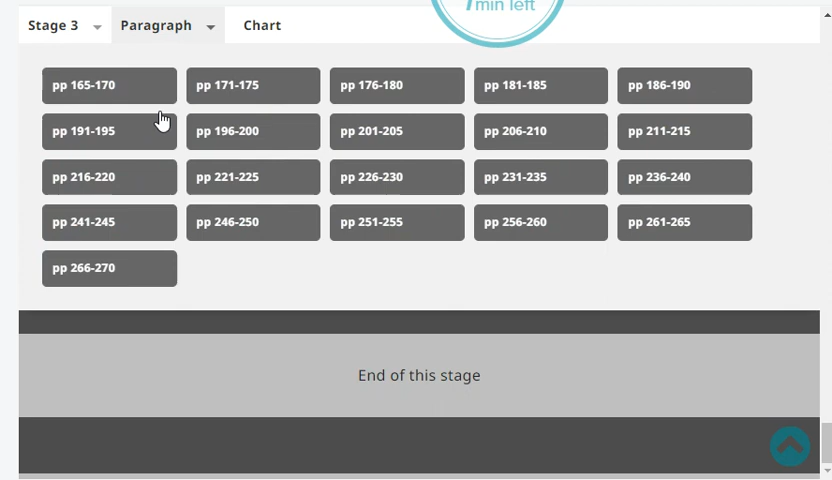 1 min left
Stage 3 Paragraph Chart
pp 165-170 pp 171-175 pp 176-180 pp 181-185 pp 186-190
pp 191-195 pp 196-200 pp 201-205 pp 206-210 pp 211-215
pp 216-220 pp 221-225 pp 226-230 pp 231-235 pp 236-240
pp 241-245 pp 246-250 pp 251-255 pp 256-260 pp 261-265
pp 266-270
End of this stage